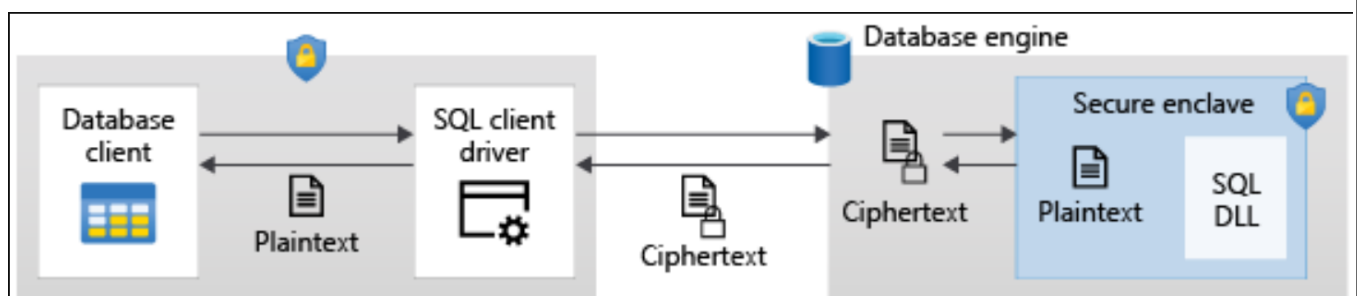 Database engine
Database
client
SQL client
driver
Plaintext
Ciphertext
Ciphertext
Secure enclave
Plaintext
SQL
DLL